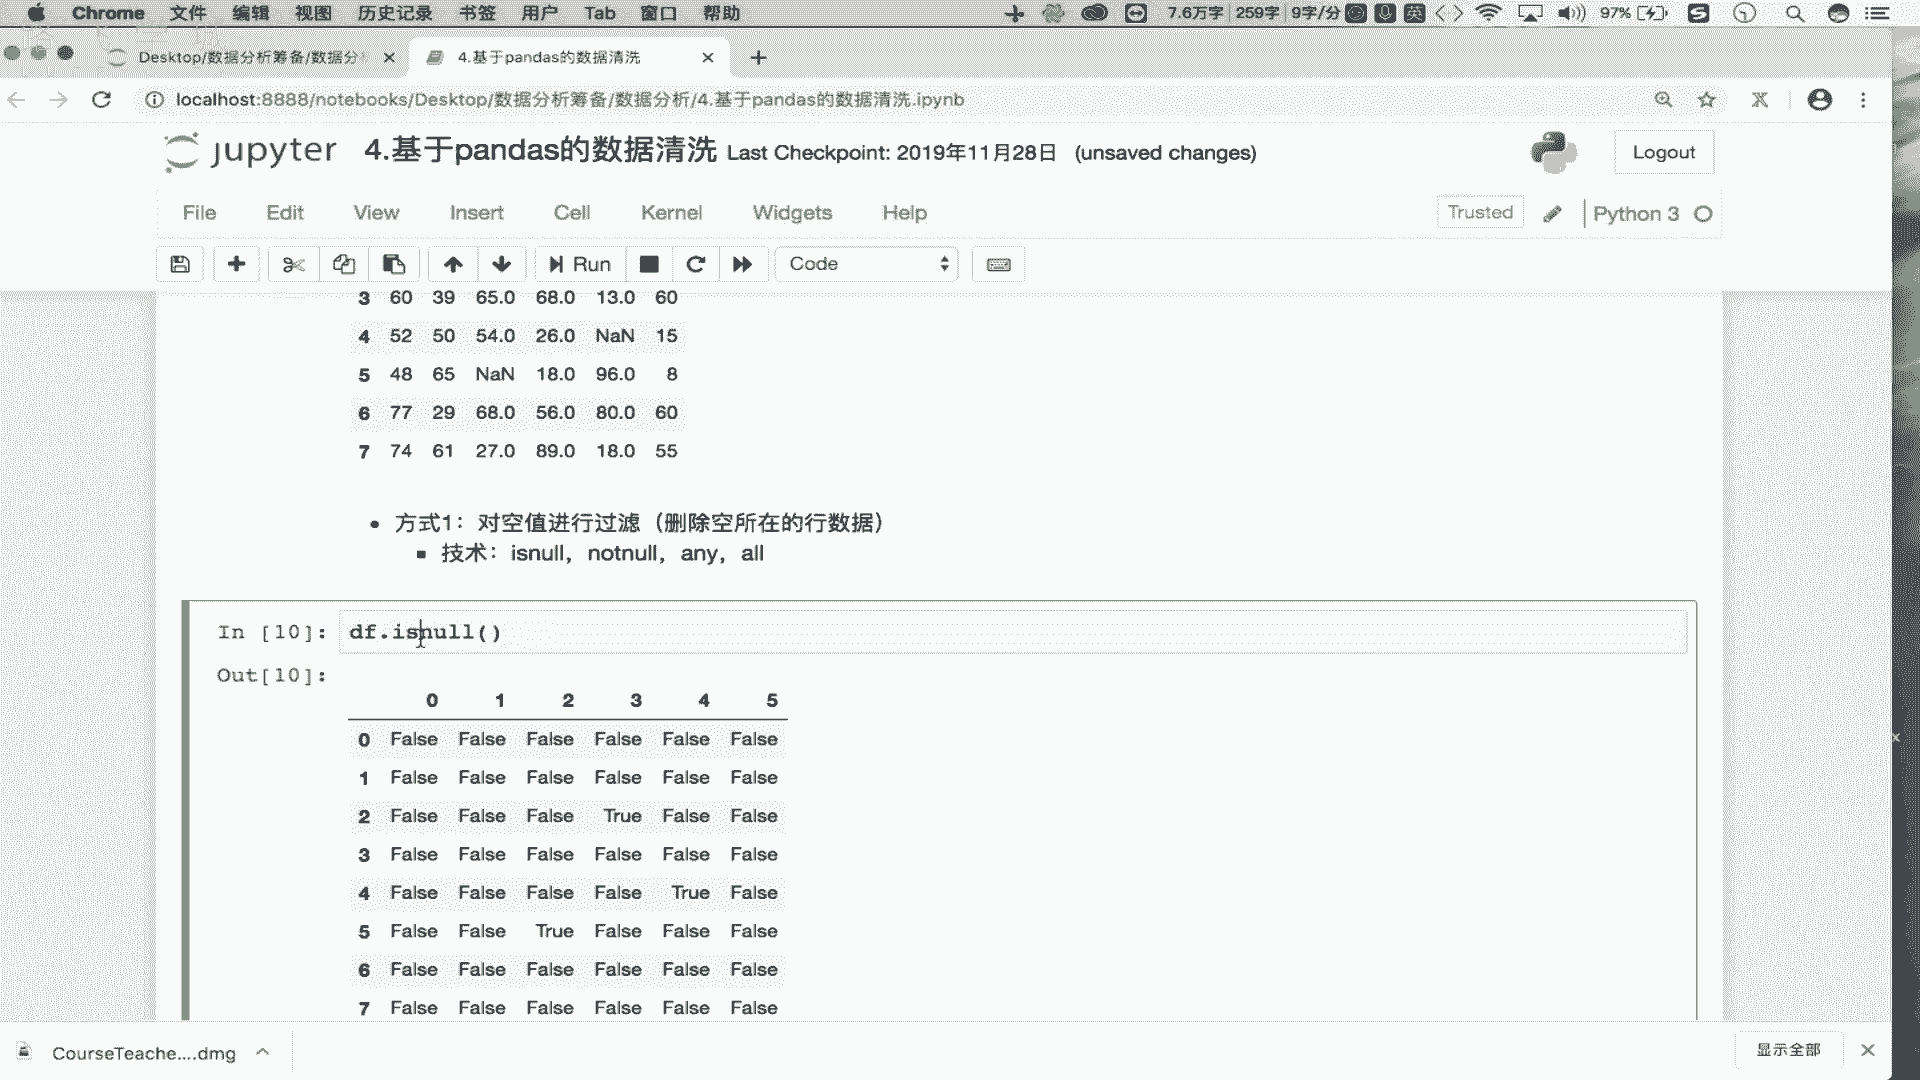 Chrome 文件 编辑 视图 历史记录 书签 用户 Tab 窗口 帮助 7.6万字 259字 9字/分 英 97%
Desktop/数据分析筹备/数据分 4.基于pandas的数据清洗
localhost:8888/notebooks/Desktop/数据分析筹备/数据分析/4.基于pandas的数据清洗.ipynb
jupyter 4.基于pandas的数据清洗 Last Checkpoint: 2019年11月28日 (unsaved changes) Logout
File Edit View Insert Cell Kernel Widgets Help Trusted Python 3
Run Code
3 60 39 65.0 68.0 13.0 60
4 52 50 54.0 26.0 NaN 15
5 48 65 NaN 18.0 96.0 8
6 77 29 68.0 56.0 80.0 60
7 74 61 27.0 89.0 18.0 55
• 方式1：对空值进行过滤（删除空所在的行数据）
▪ 技术：isnull，notnull，any，all
In [10]: df.isnull()
Out[10]:
0 1 2 3 4 5
0 False False False False False False
1 False False False False False False
2 False False False True False False
3 False False False False False False
4 False False False False True False
5 False False True False False False
6 False False False False False False
7 False False False False False False
CourseTeache....dmg 显示全部